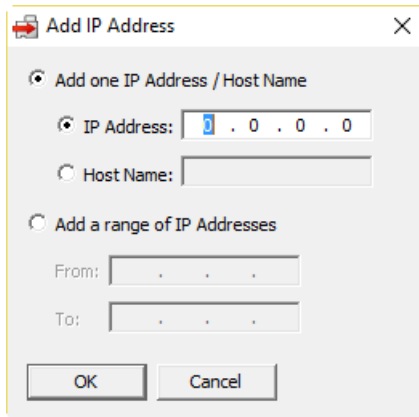 Add IP Address
Add one IP Address / Host Name
IP Address: 0 . 0 . 0 . 0
Host Name:
Add a range of IP Addresses
From: . . .
To: . . .
OK Cancel